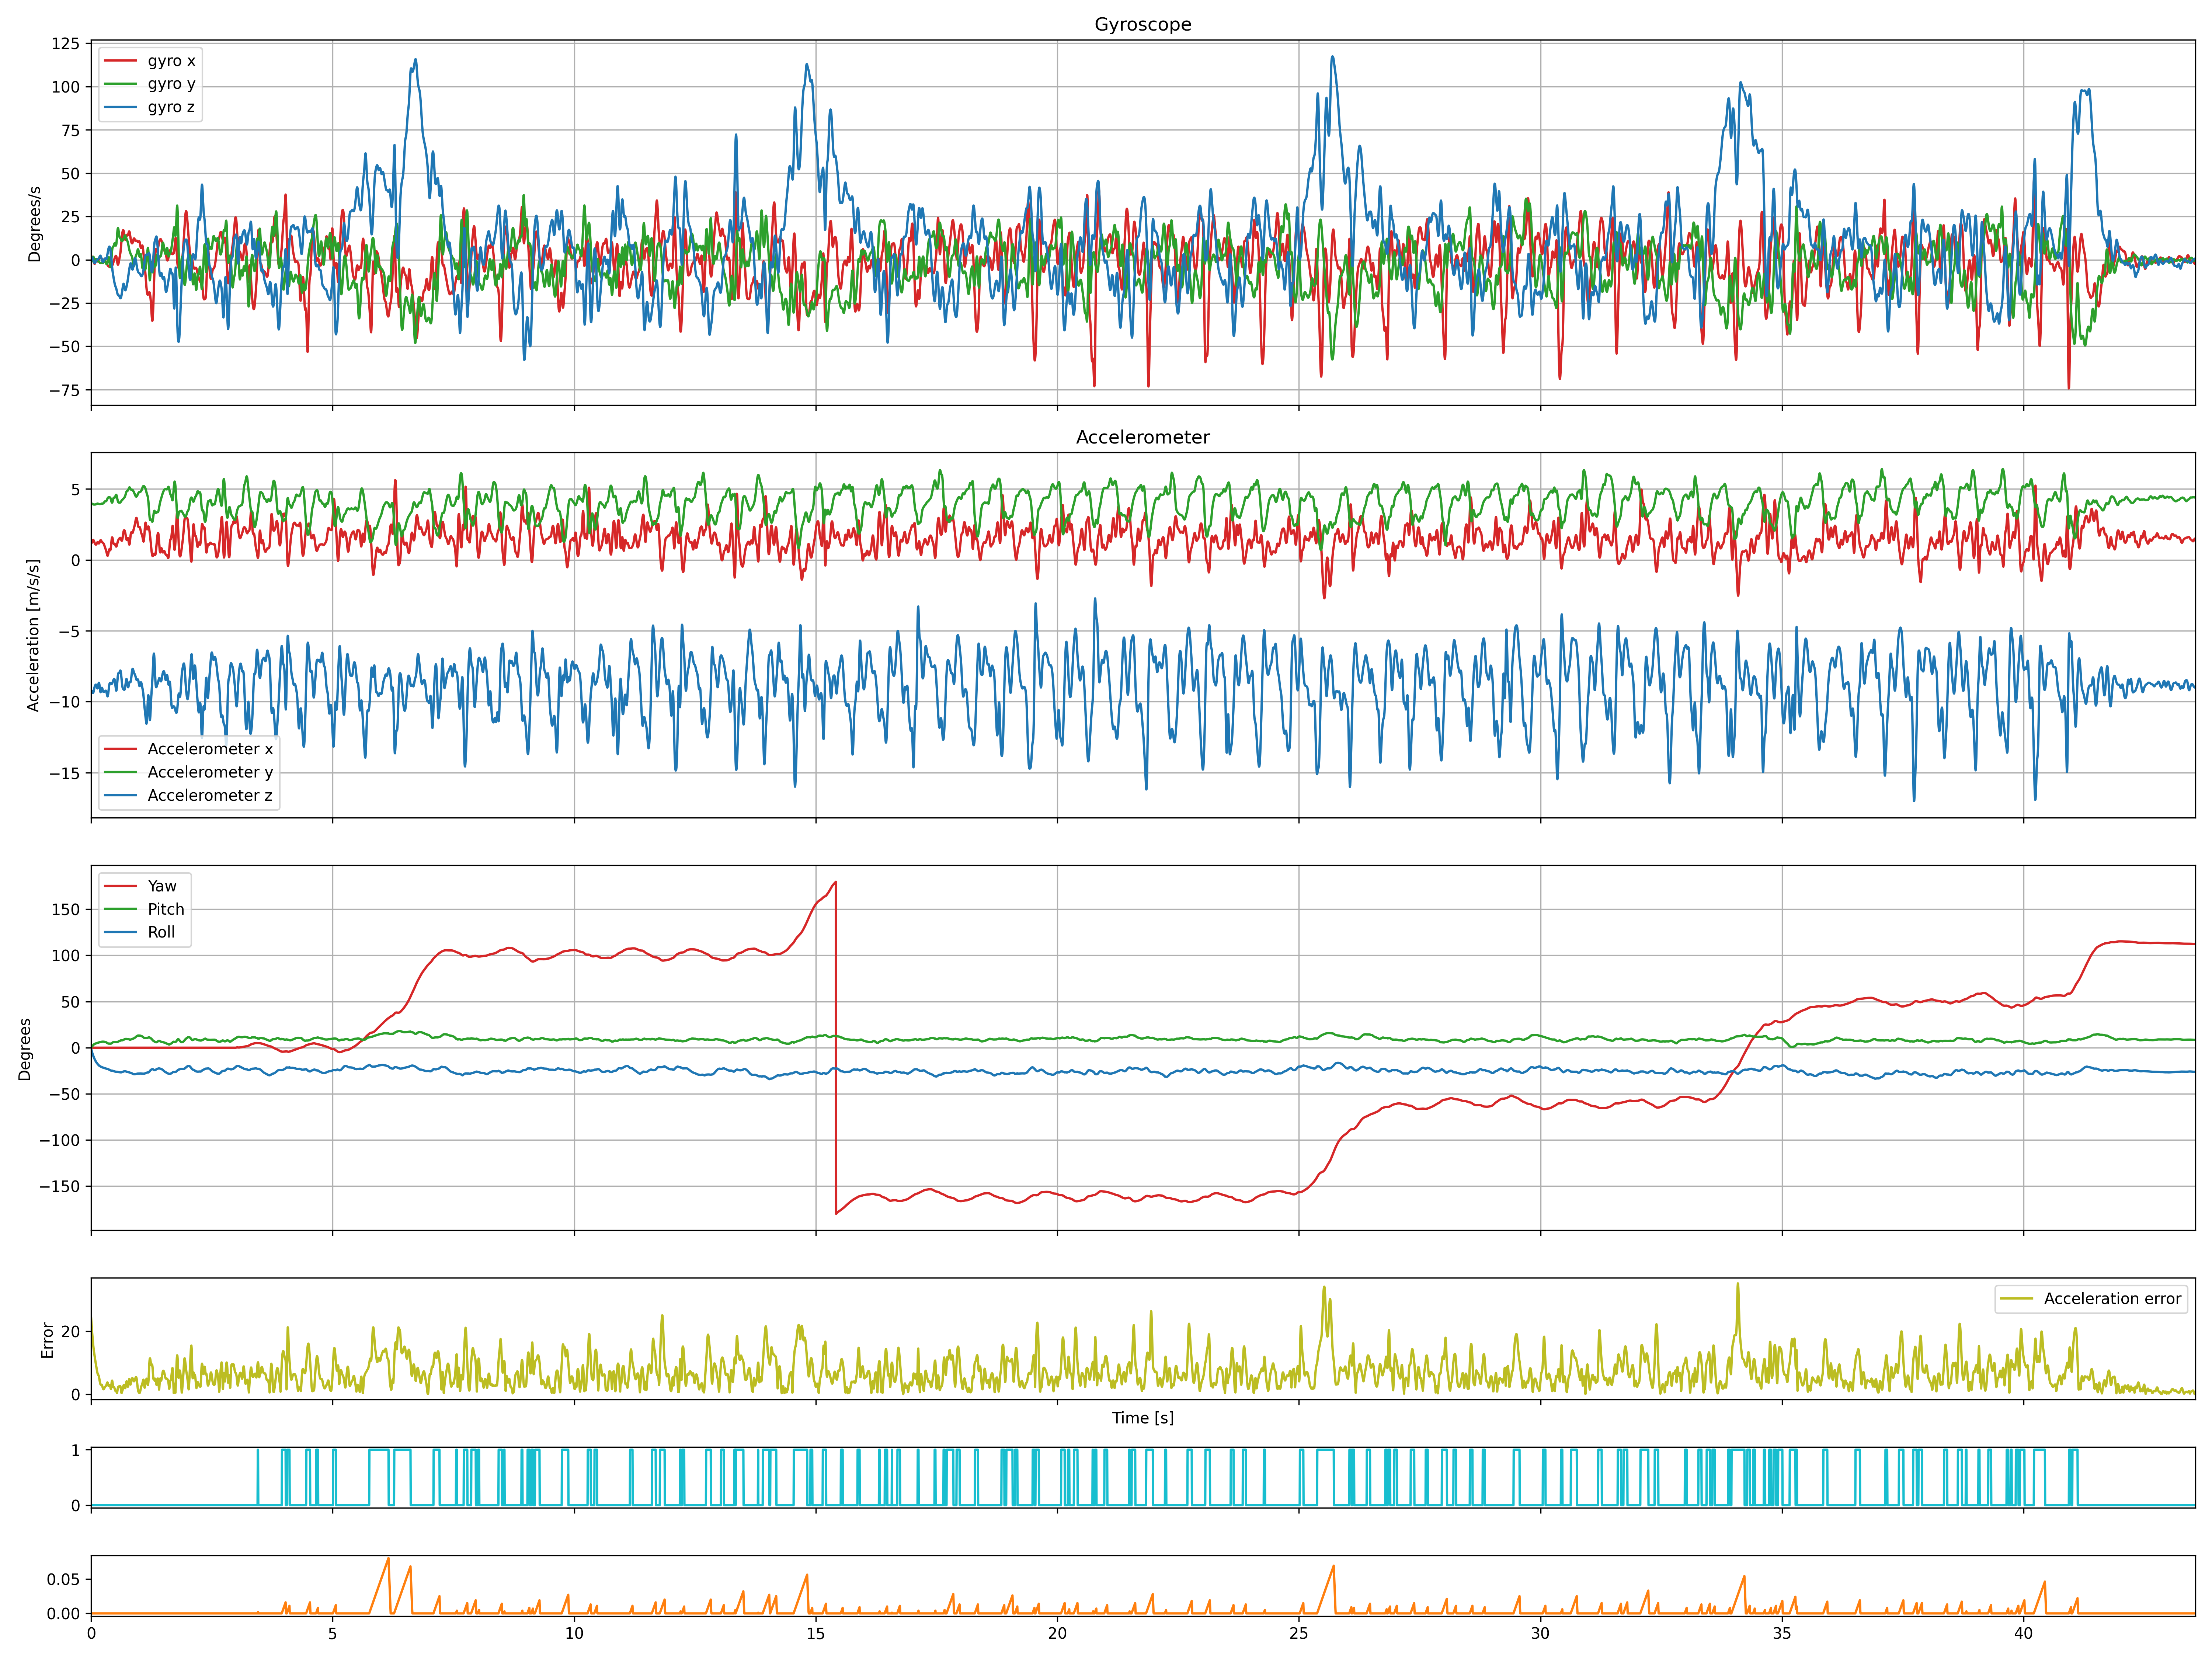 Gyroscope
125
100
75
50
25
0
−25
−50
−75
Degrees/s
gyro x
gyro y
gyro z
Accelerometer
5
0
−5
−10
−15
Acceleration [m/s/s]
Accelerometer x
Accelerometer y
Accelerometer z
150
100
50
0
−50
−100
−150
Degrees
Yaw
Pitch
Roll
20
0
Error
Acceleration error
Time [s]
1
0
0.05
0.00
0 5 10 15 20 25 30 35 40